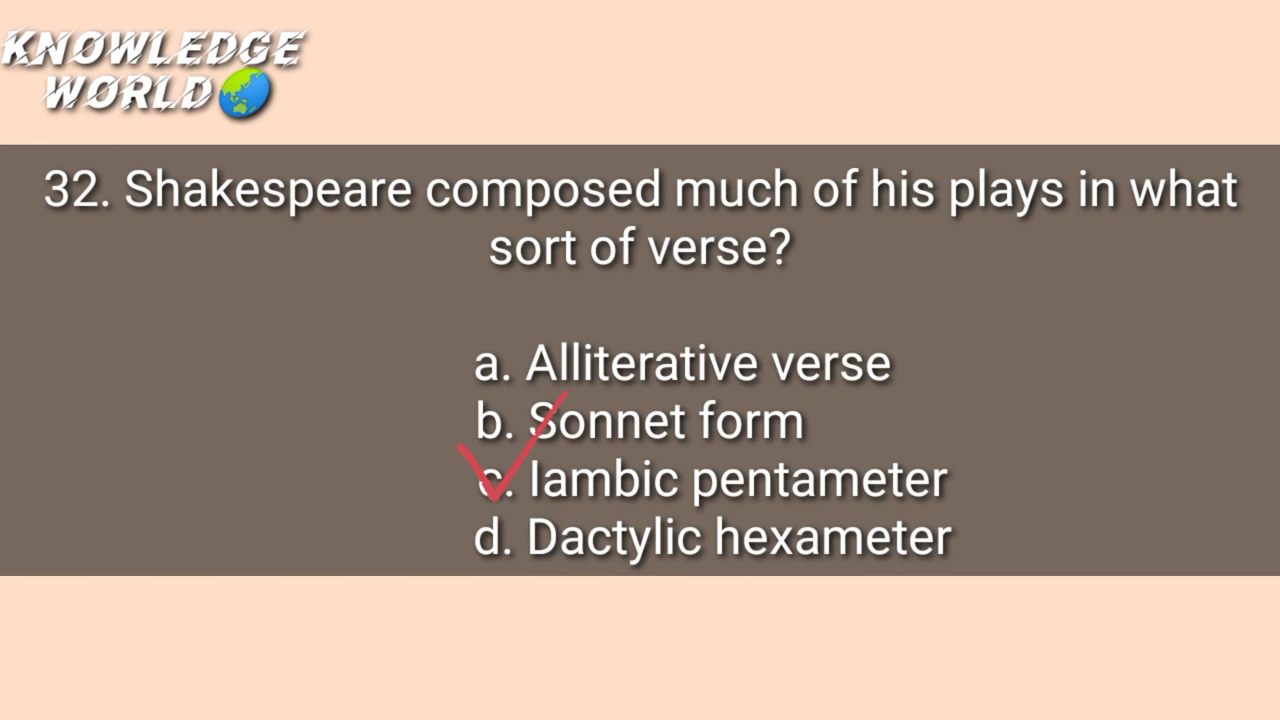 KNOWLEDGE
WORLD
32. Shakespeare composed much of his plays in what
sort of verse?
a. Alliterative verse
b. Sonnet form
c. Iambic pentameter
d. Dactylic hexameter